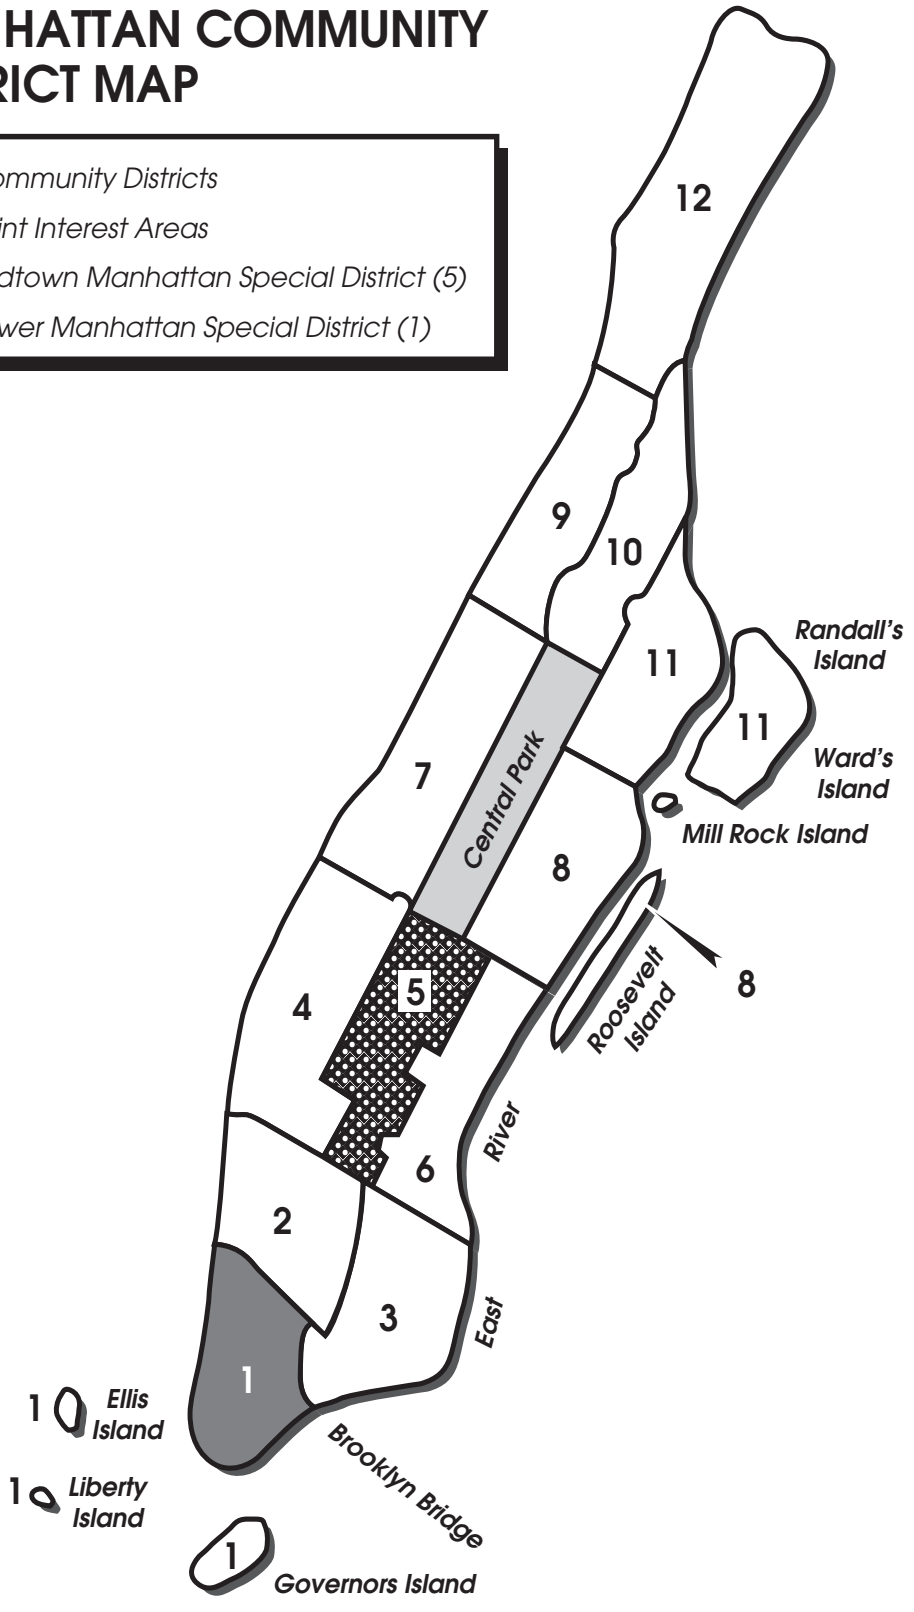 HATTAN COMMUNITY
RICT MAP
ommunity Districts
int Interest Areas
dtown Manhattan Special District (5)
wer Manhattan Special District (1)
12
9
10
Randall's
Island
11
11
Ward's
Island
7
Central Park
Mill Rock Island
8
5
8
4
Roosevelt
Island
River
6
2
3
East
1
1
Ellis
Island
1
Liberty
Island
Brooklyn Bridge
1
Governors Island